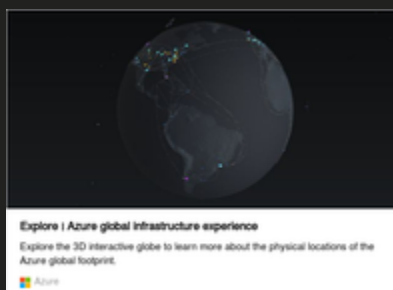 Explore | Azure global infrastructure experience
Explore the 3D interactive globe to learn more about the physical locations of the
Azure global footprint.
Azure